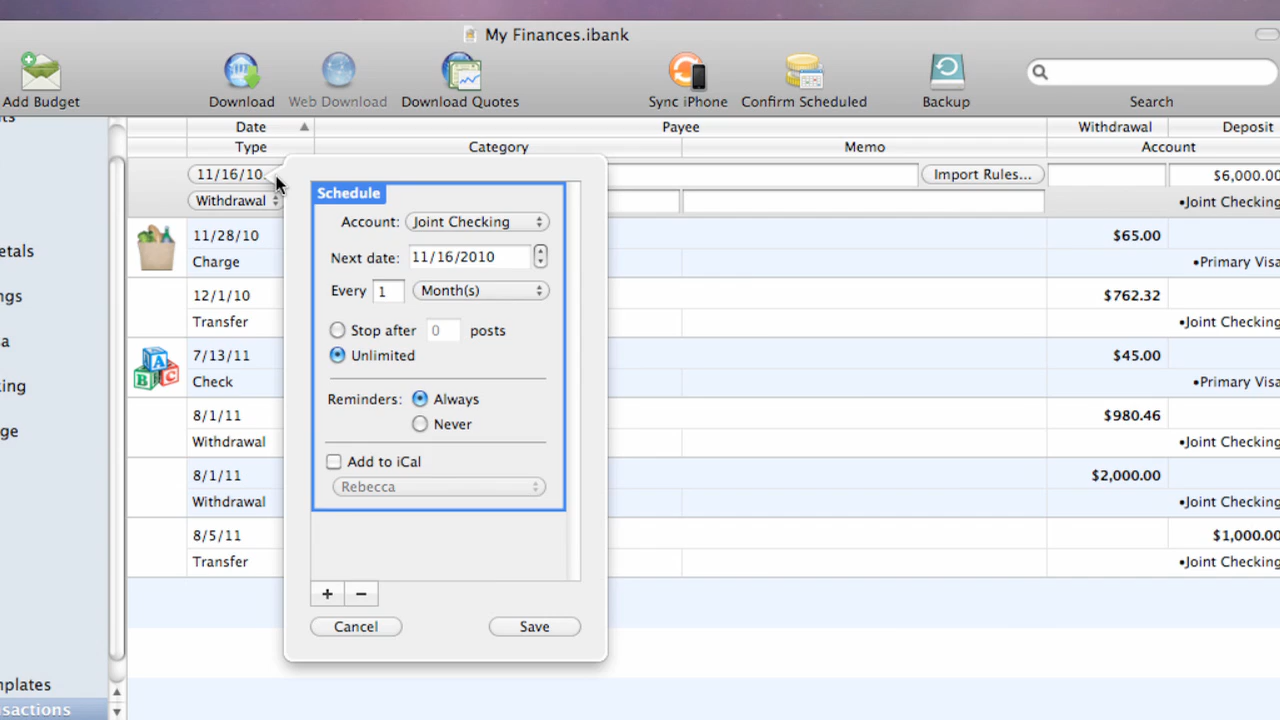 My Finances.ibank
Add Budget
Download
Web Download
Download Quotes
Sync iPhone
Confirm Scheduled
Backup
Search
Date Payee Withdrawal Deposit
Type Category Memo Account
11/16/10 Import Rules... $6,000.00
Withdrawal •Joint Checking
11/28/10 $65.00
Charge •Primary Visa
12/1/10 $762.32
Transfer •Joint Checking
7/13/11 $45.00
Check •Primary Visa
8/1/11 $980.46
Withdrawal •Joint Checking
8/1/11 $2,000.00
Withdrawal •Joint Checking
8/5/11 $1,000.00
Transfer •Joint Checking
Schedule
Account: Joint Checking
Next date: 11/16/2010
Every 1 Month(s)
Stop after 0 posts
Unlimited
Reminders: Always
Never
Add to iCal
Rebecca
+ −
Cancel Save
etals
ngs
a
ing
ge
mplates
sactions